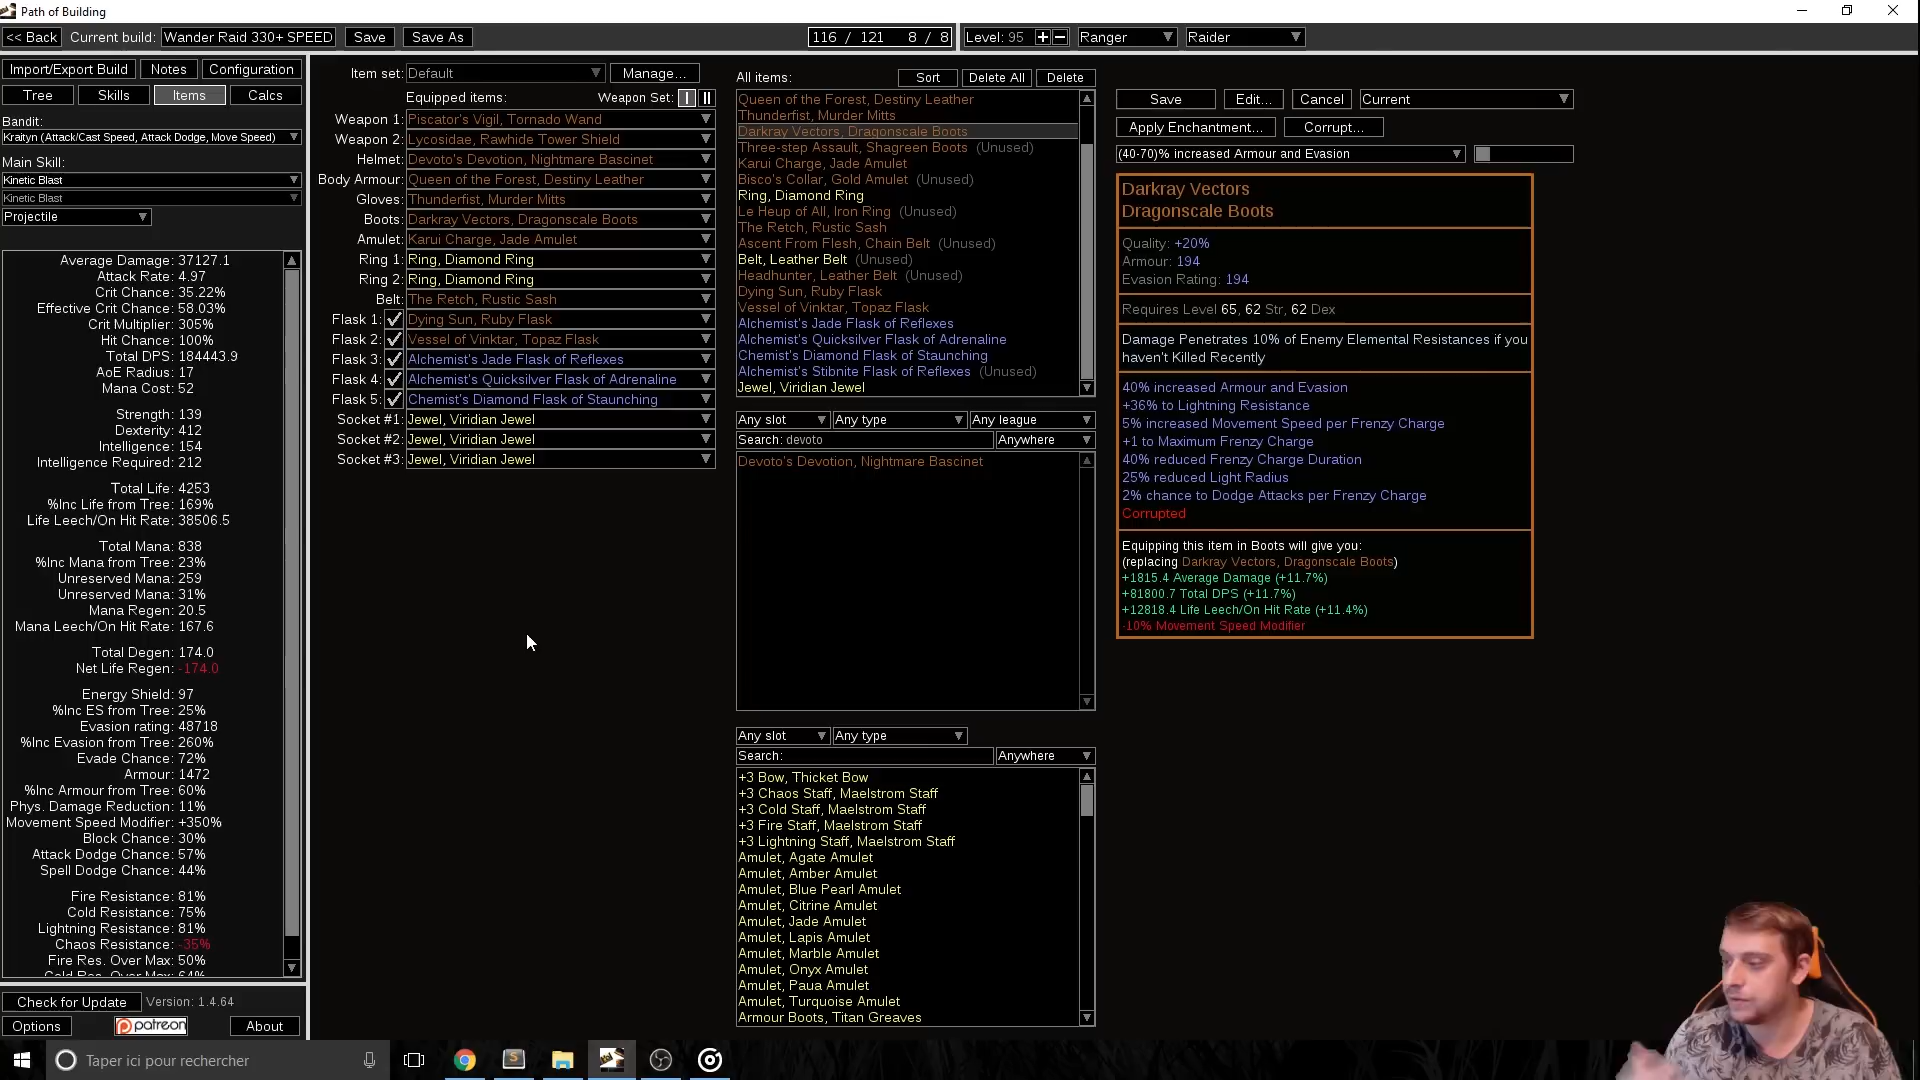 Path of Building
<< Back
Current build: Wander Raid 330+ SPEED
Save
Save As
116 / 121 8 / 8
Level: 95
Ranger
Raider
Import/Export Build
Notes
Configuration
Tree
Skills
Items
Calcs
Bandit:
Kraityn (Attack/Cast Speed, Attack Dodge, Move Speed)
Main Skill:
Kinetic Blast
Kinetic Blast
Projectile
Average Damage: 37127.1
Attack Rate: 4.97
Crit Chance: 35.22%
Effective Crit Chance: 58.03%
Crit Multiplier: 305%
Hit Chance: 100%
Total DPS: 184443.9
AoE Radius: 17
Mana Cost: 52
Strength: 139
Dexterity: 412
Intelligence: 154
Intelligence Required: 212
Total Life: 4253
%Inc Life from Tree: 169%
Life Leech/On Hit Rate: 38506.5
Total Mana: 838
%Inc Mana from Tree: 23%
Unreserved Mana: 259
Unreserved Mana: 31%
Mana Regen: 20.5
Mana Leech/On Hit Rate: 167.6
Total Degen: 174.0
Net Life Regen: -174.0
Energy Shield: 97
%Inc ES from Tree: 25%
Evasion rating: 48718
%Inc Evasion from Tree: 260%
Evade Chance: 72%
Armour: 1472
%Inc Armour from Tree: 60%
Phys. Damage Reduction: 11%
Movement Speed Modifier: +350%
Block Chance: 30%
Attack Dodge Chance: 57%
Spell Dodge Chance: 44%
Fire Resistance: 81%
Cold Resistance: 75%
Lightning Resistance: 81%
Chaos Resistance: -35%
Fire Res. Over Max: 50%
Cold Res. Over Max: 64%
Check for Update
Version: 1.4.64
Options
patreon
About
Item set: Default
Manage...
Equipped items:
Weapon Set: I II
Weapon 1: Piscator's Vigil, Tornado Wand
Weapon 2: Lycosidae, Rawhide Tower Shield
Helmet: Devoto's Devotion, Nightmare Bascinet
Body Armour: Queen of the Forest, Destiny Leather
Gloves: Thunderfist, Murder Mitts
Boots: Darkray Vectors, Dragonscale Boots
Amulet: Karui Charge, Jade Amulet
Ring 1: Ring, Diamond Ring
Ring 2: Ring, Diamond Ring
Belt: The Retch, Rustic Sash
Flask 1: Dying Sun, Ruby Flask
Flask 2: Vessel of Vinktar, Topaz Flask
Flask 3: Alchemist's Jade Flask of Reflexes
Flask 4: Alchemist's Quicksilver Flask of Adrenaline
Flask 5: Chemist's Diamond Flask of Staunching
Socket #1: Jewel, Viridian Jewel
Socket #2: Jewel, Viridian Jewel
Socket #3: Jewel, Viridian Jewel
All items:
Sort
Delete All
Delete
Queen of the Forest, Destiny Leather
Thunderfist, Murder Mitts
Darkray Vectors, Dragonscale Boots
Three-step Assault, Shagreen Boots (Unused)
Karui Charge, Jade Amulet
Bisco's Collar, Gold Amulet (Unused)
Ring, Diamond Ring
Le Heup of All, Iron Ring (Unused)
The Retch, Rustic Sash
Ascent From Flesh, Chain Belt (Unused)
Belt, Leather Belt (Unused)
Headhunter, Leather Belt (Unused)
Dying Sun, Ruby Flask
Vessel of Vinktar, Topaz Flask
Alchemist's Jade Flask of Reflexes
Alchemist's Quicksilver Flask of Adrenaline
Chemist's Diamond Flask of Staunching
Alchemist's Stibnite Flask of Reflexes (Unused)
Jewel, Viridian Jewel
Any slot
Any type
Any league
Search: devoto
Anywhere
Devoto's Devotion, Nightmare Bascinet
Any slot
Any type
Search:
Anywhere
+3 Bow, Thicket Bow
+3 Chaos Staff, Maelstrom Staff
+3 Cold Staff, Maelstrom Staff
+3 Fire Staff, Maelstrom Staff
+3 Lightning Staff, Maelstrom Staff
Amulet, Agate Amulet
Amulet, Amber Amulet
Amulet, Blue Pearl Amulet
Amulet, Citrine Amulet
Amulet, Jade Amulet
Amulet, Lapis Amulet
Amulet, Marble Amulet
Amulet, Onyx Amulet
Amulet, Paua Amulet
Amulet, Turquoise Amulet
Armour Boots, Titan Greaves
Save
Edit...
Cancel
Current
Apply Enchantment...
Corrupt...
(40-70)% increased Armour and Evasion
Darkray Vectors
Dragonscale Boots
Quality: +20%
Armour: 194
Evasion Rating: 194
Requires Level 65, 62 Str, 62 Dex
Damage Penetrates 10% of Enemy Elemental Resistances if you
haven't Killed Recently
40% increased Armour and Evasion
+36% to Lightning Resistance
5% increased Movement Speed per Frenzy Charge
+1 to Maximum Frenzy Charge
40% reduced Frenzy Charge Duration
25% reduced Light Radius
2% chance to Dodge Attacks per Frenzy Charge
Corrupted
Equipping this item in Boots will give you:
(replacing Darkray Vectors, Dragonscale Boots)
+1815.4 Average Damage (+11.7%)
+81800.7 Total DPS (+11.7%)
+12818.4 Life Leech/On Hit Rate (+11.4%)
-10% Movement Speed Modifier
Taper ici pour rechercher